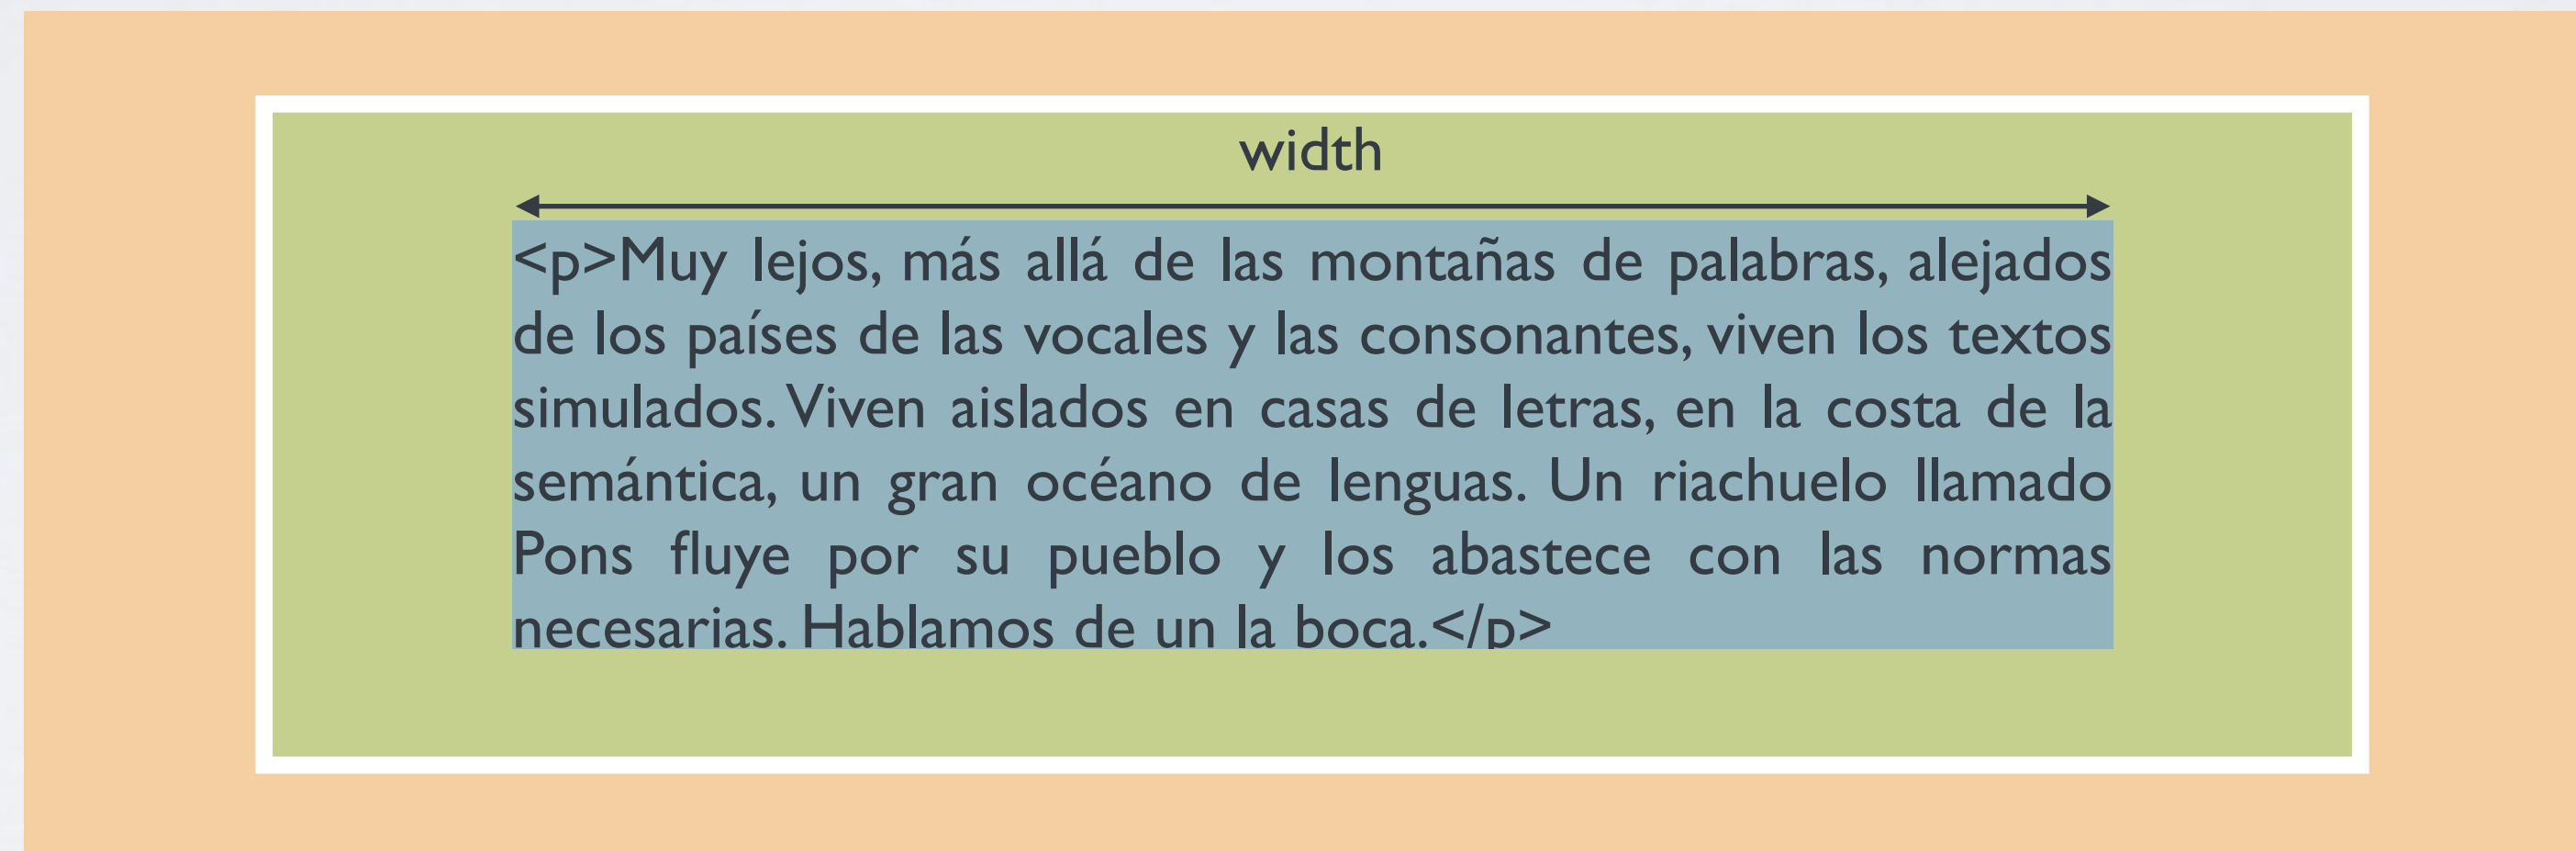 width
<p>Muy lejos, más allá de las montañas de palabras, alejados
de los países de las vocales y las consonantes, viven los textos
simulados. Viven aislados en casas de letras, en la costa de la
semántica, un gran océano de lenguas. Un riachuelo llamado
Pons fluye por su pueblo y los abastece con las normas
necesarias. Hablamos de un la boca.</p>